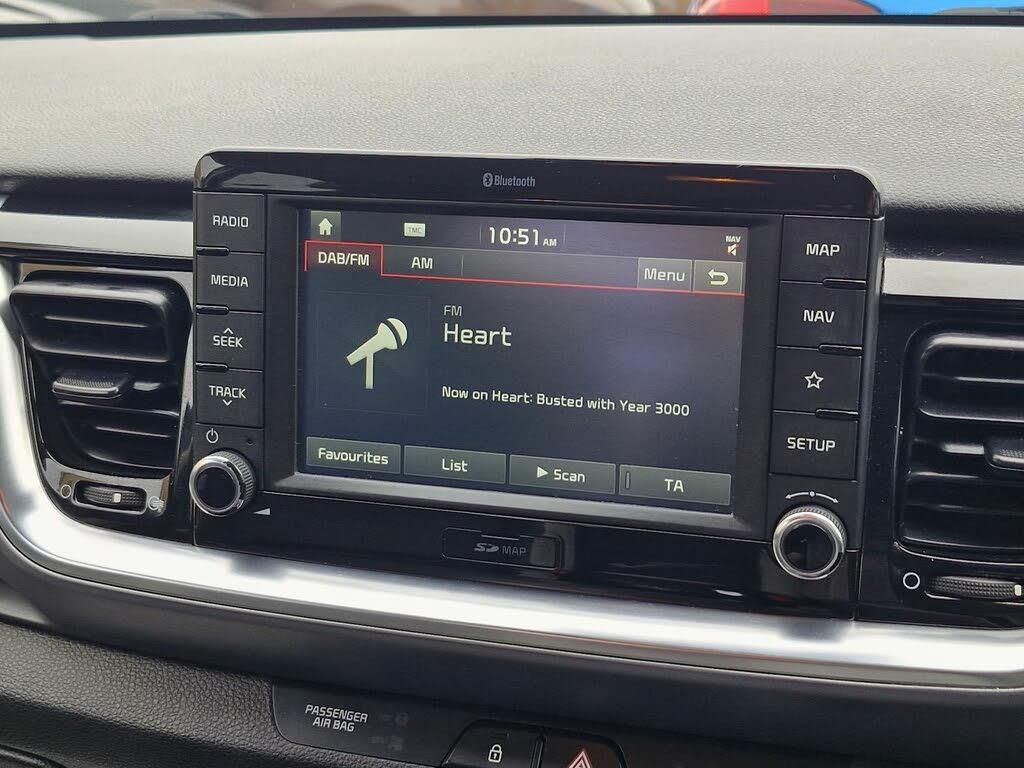 Bluetooth
RADIO
MEDIA
SEEK
TRACK
TMC
10:51 AM
NAV
DAB/FM
AM
Menu
FM
Heart
Now on Heart: Busted with Year 3000
Favourites
List
Scan
TA
MAP
NAV
SETUP
SD MAP
PASSENGER
AIR BAG